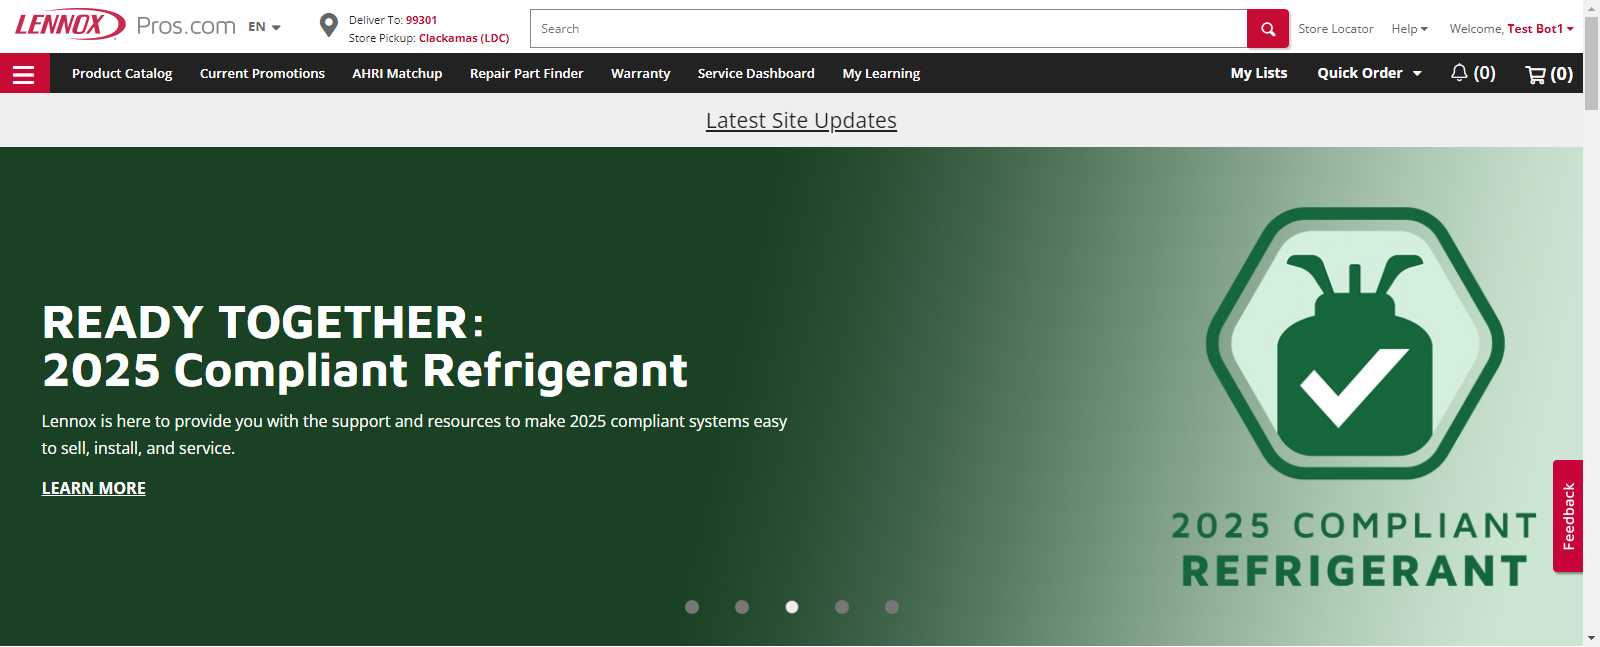 LENNOX Pros.com EN
Deliver To: 99301
Store Pickup: Clackamas (LDC)
Search
Store Locator Help Welcome, Test Bot1
Product Catalog Current Promotions AHRI Matchup Repair Part Finder Warranty Service Dashboard My Learning My Lists Quick Order (0) (0)
Latest Site Updates
READY TOGETHER:
2025 Compliant Refrigerant
Lennox is here to provide you with the support and resources to make 2025 compliant systems easy
to sell, install, and service.
LEARN MORE
2025 COMPLIANT
REFRIGERANT
Feedback